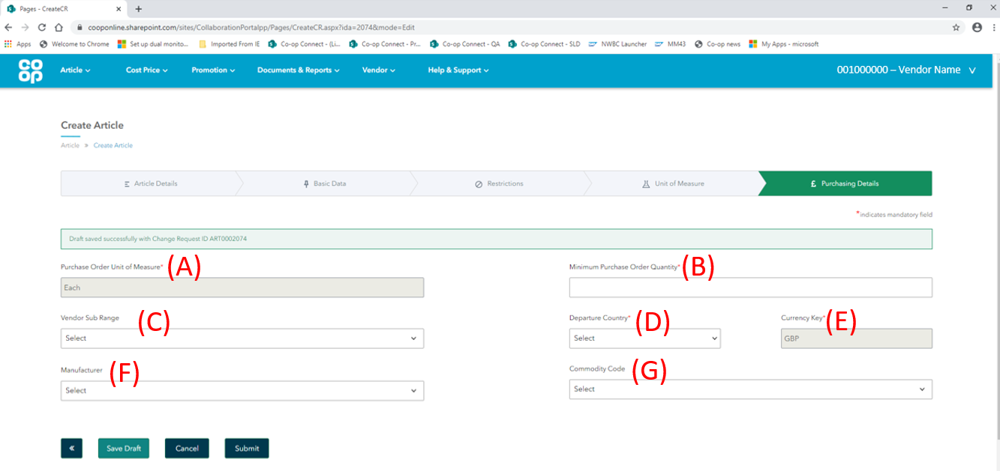 Pages - CreateCR
cooponline.sharepoint.com/sites/CollaborationPortalpp/Pages/CreateCR.aspx?ida=2074&mode=Edit
Apps Welcome to Chrome Set up dual monito... Imported From IE Co-op Connect - (Li... Co-op Connect - Pr... Co-op Connect - QA Co-op Connect - SLD NWBC Launcher MM43 Co-op news My Apps - microsoft
co op Article Cost Price Promotion Documents & Reports Vendor Help & Support 001000000 – Vendor Name
Create Article
Article » Create Article
Article Details Basic Data Restrictions Unit of Measure £ Purchasing Details
*indicates mandatory field
Draft saved successfully with Change Request ID ART0002074
Purchase Order Unit of Measure* (A) Minimum Purchase Order Quantity* (B)
Each
Vendor Sub Range (C) Departure Country* (D) Currency Key* (E)
Select Select GBP
Manufacturer (F) Commodity Code (G)
Select Select
« Save Draft Cancel Submit